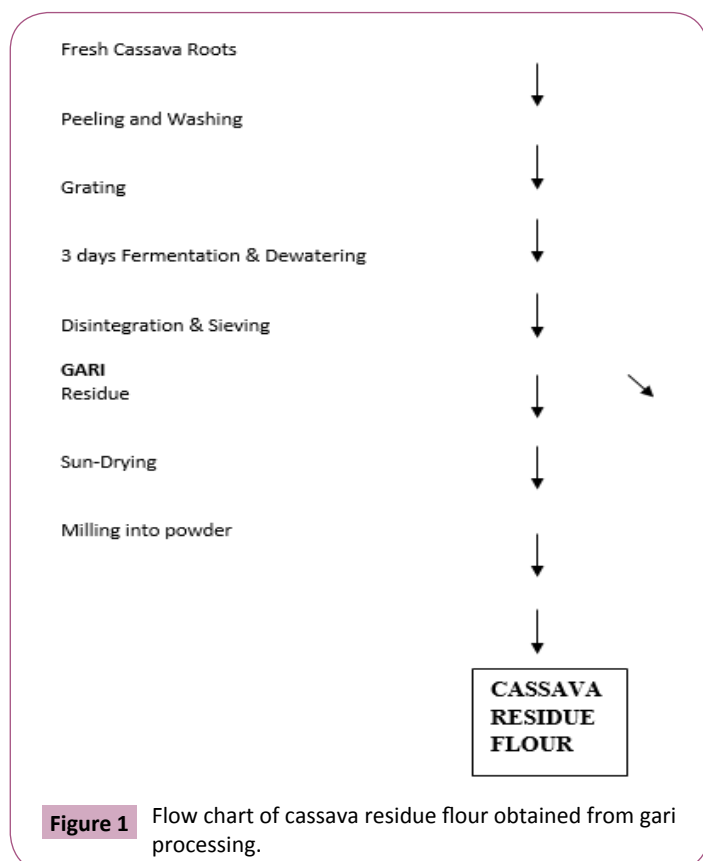 Fresh Cassava Roots
Peeling and Washing
Grating
3 days Fermentation & Dewatering
Disintegration & Sieving
GARI
Residue
Sun-Drying
Milling into powder
CASSAVA
RESIDUE
FLOUR
Figure 1 Flow chart of cassava residue flour obtained from gari
processing.